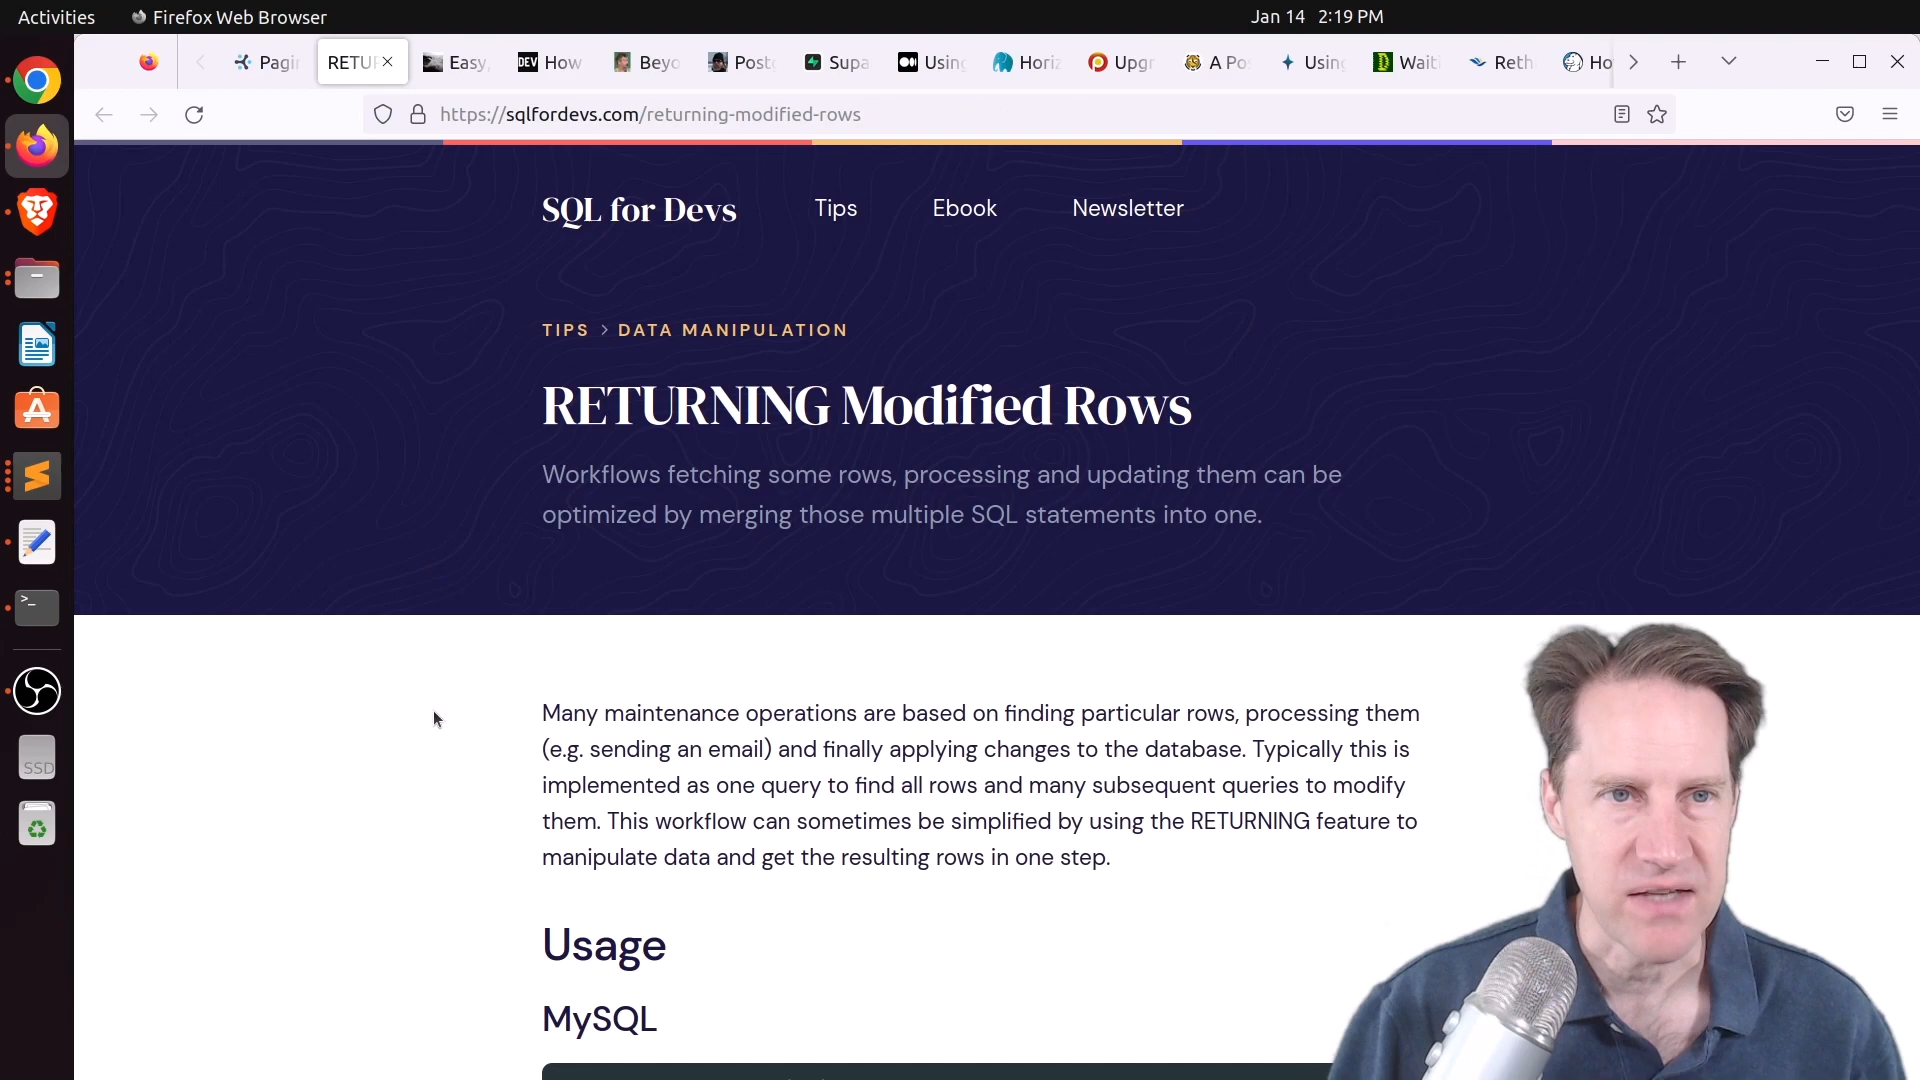 Activities
Firefox Web Browser
Jan 14 2:19 PM
Pagin
RETU
Easy,
DEV How
Beyo
Post
Supa
Using
Horiz
Upgr
A Po
Using
Wait
Reth
Ho
https://sqlfordevs.com/returning-modified-rows
SQL for Devs
Tips
Ebook
Newsletter
TIPS > DATA MANIPULATION
RETURNING Modified Rows
Workflows fetching some rows, processing and updating them can be
optimized by merging those multiple SQL statements into one.
Many maintenance operations are based on finding particular rows, processing them
(e.g. sending an email) and finally applying changes to the database. Typically this is
implemented as one query to find all rows and many subsequent queries to modify
them. This workflow can sometimes be simplified by using the RETURNING feature to
manipulate data and get the resulting rows in one step.
Usage
MySQL
SSD